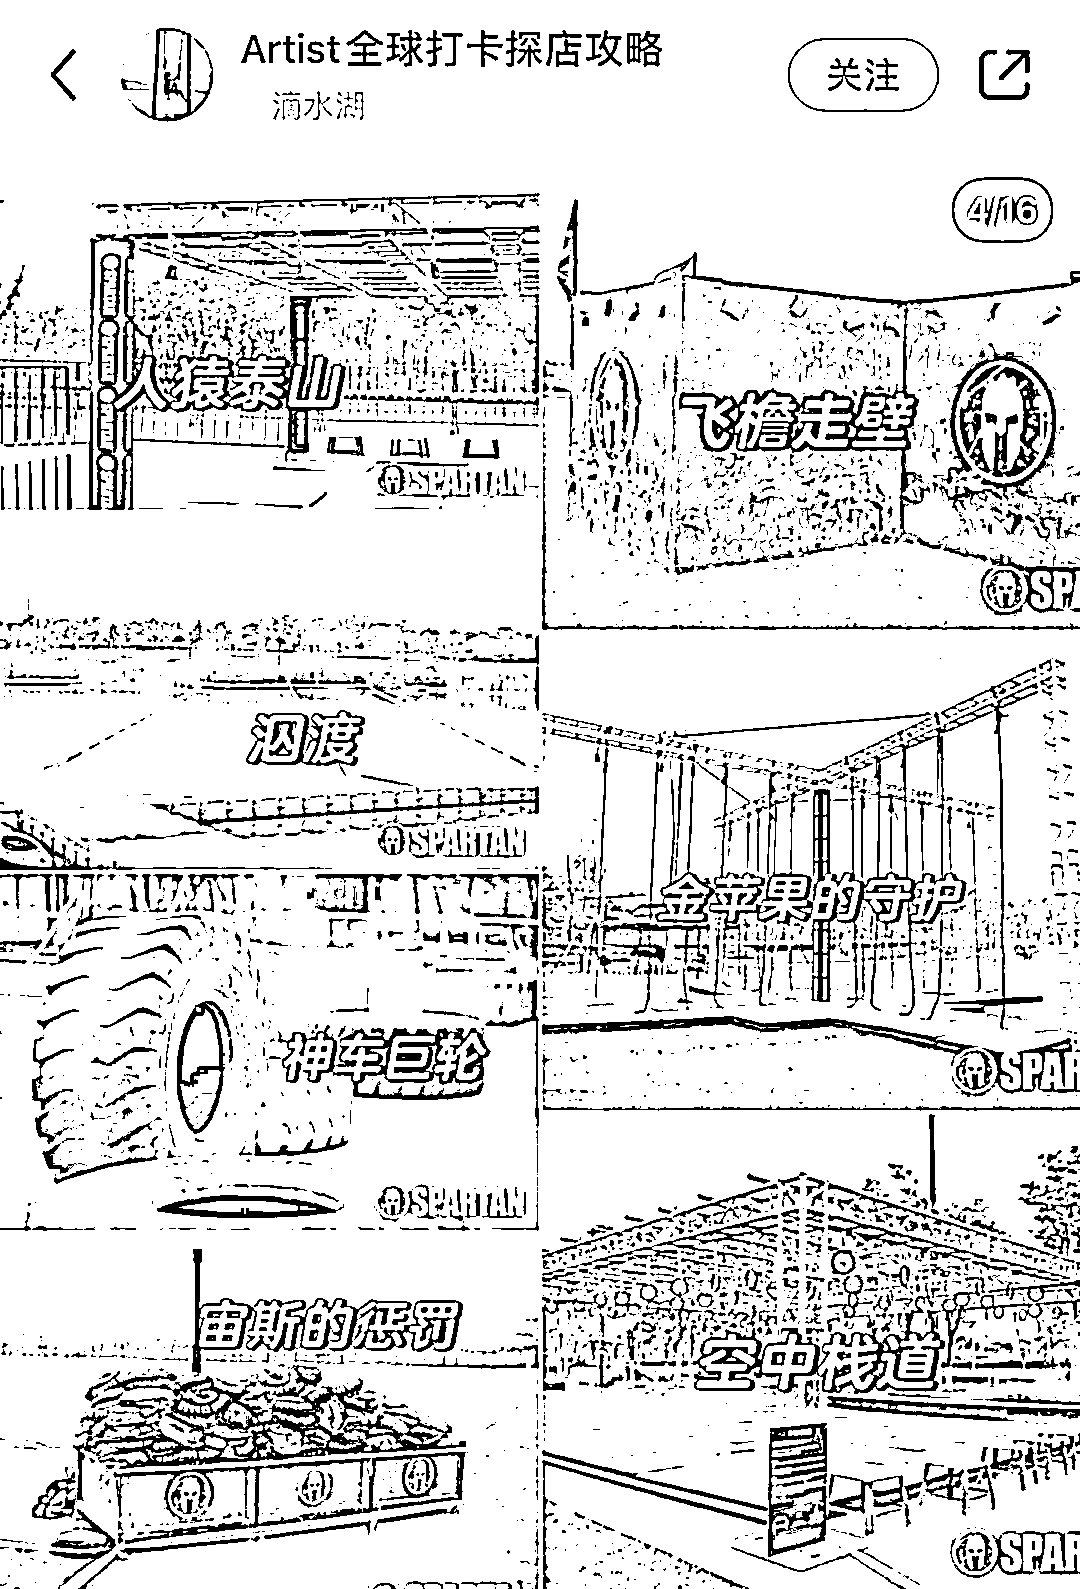 Artist全球打卡探店攻略
滴水湖
关注
4/16
人猿泰山
SPARTAN
飞檐走壁
SPA
泅渡
SPARTAN
金苹果的守护
SPAR
神车巨轮
SPARTAN
宙斯的惩罚
空中栈道
SPAR